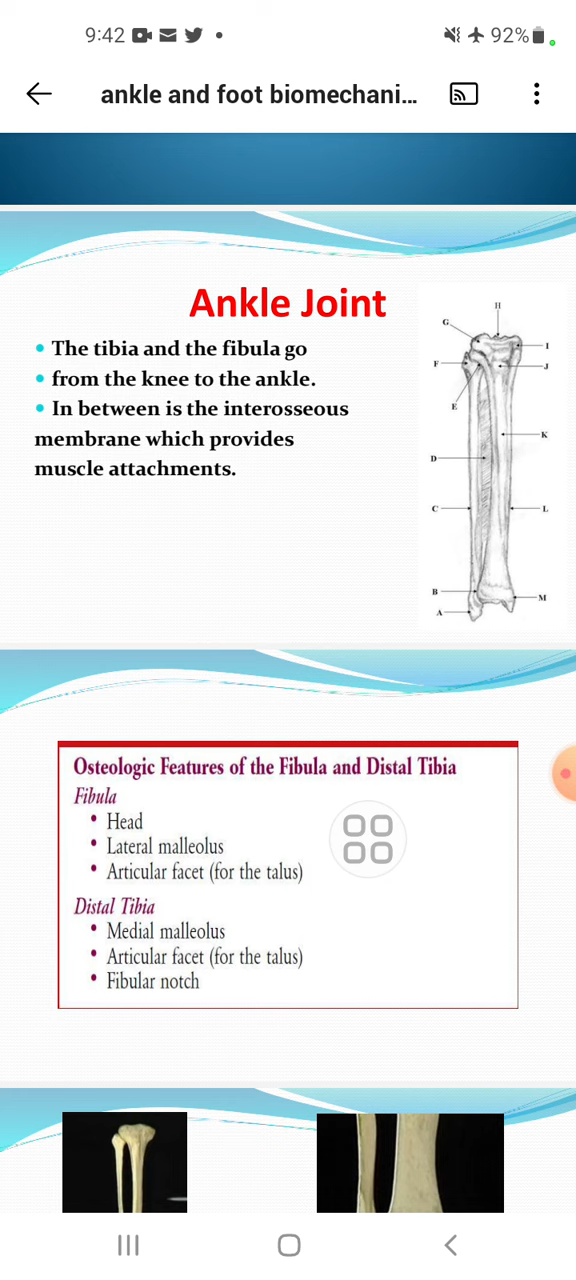 9:42
92%
ankle and foot biomechani...
Ankle Joint
• The tibia and the fibula go
• from the knee to the ankle.
• In between is the interosseous
membrane which provides
muscle attachments.
H
G
I
F
J
E
K
D
C
L
B
M
A
Osteologic Features of the Fibula and Distal Tibia
Fibula
• Head
• Lateral malleolus
• Articular facet (for the talus)
Distal Tibia
• Medial malleolus
• Articular facet (for the talus)
• Fibular notch